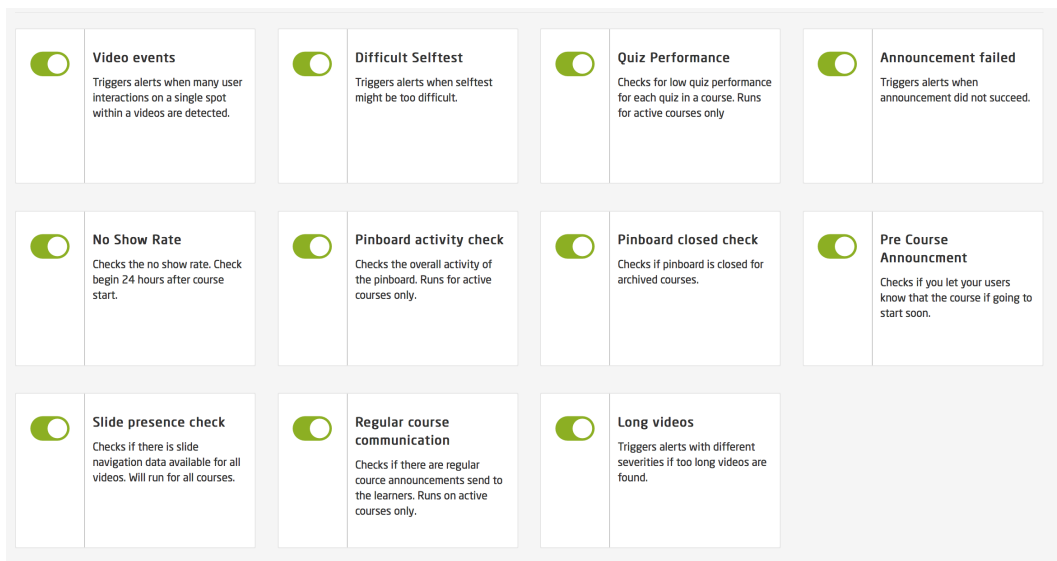 Video events
Triggers alerts when many user
interactions on a single spot
within a videos are detected.
Difficult Selftest
Triggers alerts when selftest
might be too difficult.
Quiz Performance
Checks for low quiz performance
for each quiz in a course. Runs
for active courses only
Announcement failed
Triggers alerts when
announcement did not succeed.
No Show Rate
Checks the no show rate. Check
begin 24 hours after course
start.
Pinboard activity check
Checks the overall activity of
the pinboard. Runs for active
courses only.
Pinboard closed check
Checks if pinboard is closed for
archived courses.
Pre Course
Announcment
Checks if you let your users
know that the course if going to
start soon.
Slide presence check
Checks if there is slide
navigation data available for all
videos. Will run for all courses.
Regular course
communication
Checks if there are regular
cource announcements send to
the learners. Runs on active
courses only.
Long videos
Triggers alerts with different
severities if too long videos are
found.